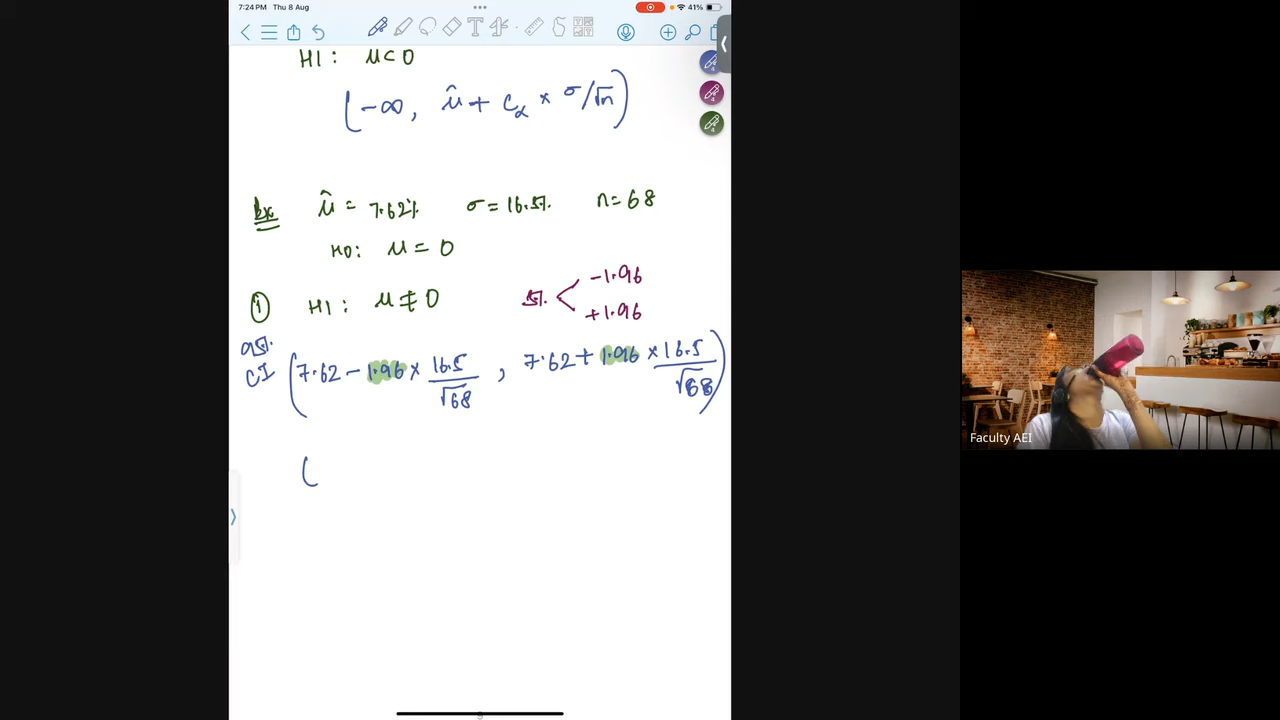 7:24 PM Thu 8 Aug
41%
H1: μ < 0
(-∞, μ̂ + Cα × σ/√n)
Ex μ̂ = 7.62% σ = 16.5% n = 68
H0: μ = 0
① H1: μ ≠ 0 5% < -1.96
+1.96
95%
CI (7.62 - 1.96 × 16.5/√68 , 7.62 + 1.96 × 16.5/√68)
(
Faculty AEI